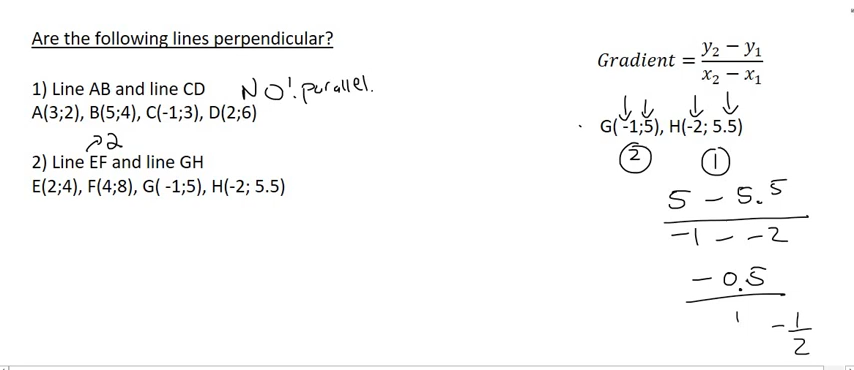 Are the following lines perpendicular?
1) Line AB and line CD NO! parallel.
A(3;2), B(5;4), C(-1;3), D(2;6)
↗2
2) Line EF and line GH
E(2;4), F(4;8), G( -1;5), H(-2; 5.5)
Gradient = y₂ − y₁ / x₂ − x₁
↓ ↓ ↓ ↓
G( -1;5), H(-2; 5.5)
② ①
5 - 5.5
-1 - -2
- 0.5
1 - 1/2